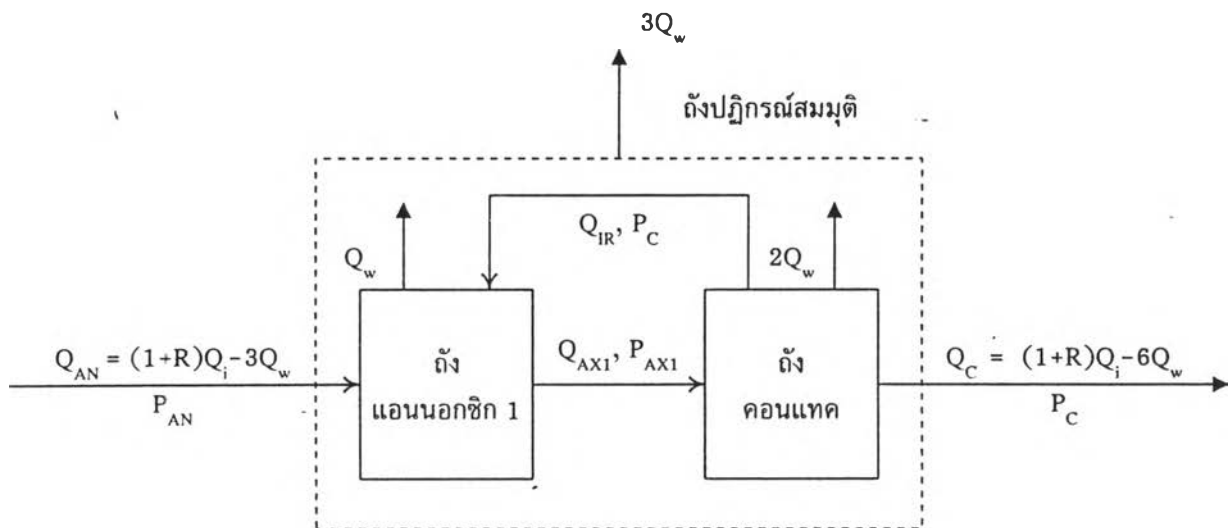 3Q_w
ถังปฏิกรณ์สมมุติ
Q_IR, P_C
Q_w
2Q_w
Q_AN = (1+R)Q_i-3Q_w
P_AN
ถัง
แอนนอกซิก 1
Q_AX1, P_AX1
ถัง
คอนแทค
Q_C = (1+R)Q_i-6Q_w
P_C